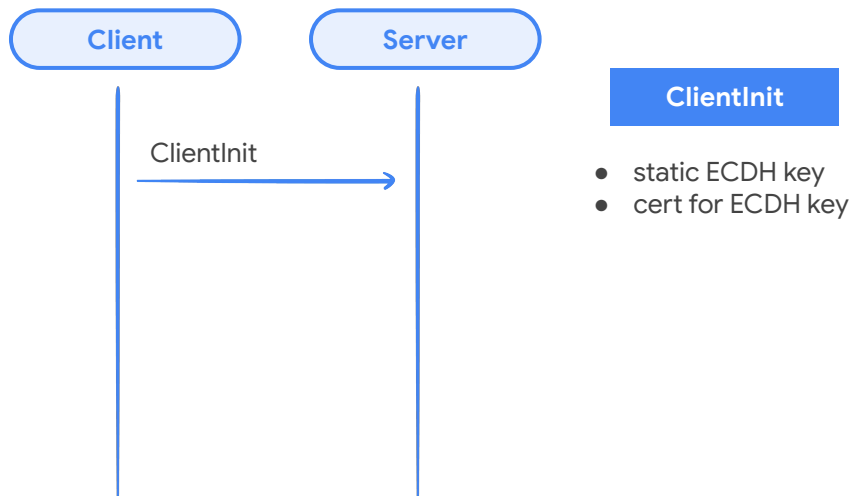 Client
Server
ClientInit
ClientInit
● static ECDH key
● cert for ECDH key